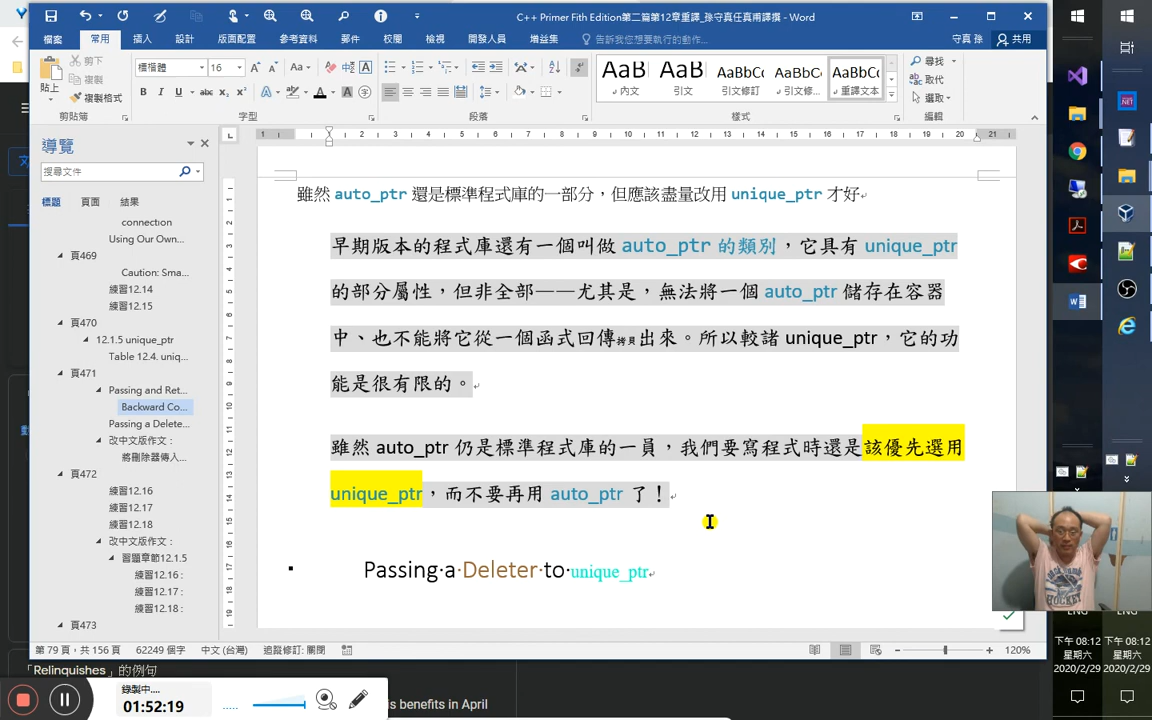 C++ Primer Fith Edition第二篇第12章重譯_孫守真任真甫譯撰 - Word
檔案 常用 插入 設計 版面配置 參考資料 郵件 校閱 檢視 開發人員 增益集 告訴我您想要執行的動作... 守真 孫 共用
貼上 剪下 複製 複製格式
標楷體 16
AaBbC AaBbC AaBbCc AaBbCc AaBbCc
內文 引文 引文修訂 引文修... 重譯文本
尋找 取代 選取
剪貼簿 字型 段落 樣式 編輯
導覽
搜尋文件
標題 頁面 結果
connection
Using Our Own...
頁469
Caution: Sma...
練習12.14
練習12.15
頁470
12.1.5 unique_ptr
Table 12.4. uniq...
頁471
Passing and Ret...
Backward Co...
Passing a Delete...
改中文版作文：
將刪除器傳入...
頁472
練習12.16
練習12.17
練習12.18
改中文版作文：
習題章節12.1.5
練習12.16：
練習12.17：
練習12.18：
頁473
雖然 auto_ptr 還是標準程式庫的一部分，但應該盡量改用 unique_ptr 才好
早期版本的程式庫還有一個叫做 auto_ptr 的類別，它具有 unique_ptr
的部分屬性，但非全部──尤其是，無法將一個 auto_ptr 儲存在容器
中、也不能將它從一個函式回傳拷貝出來。所以較諸 unique_ptr，它的功
能是很有限的。
雖然 auto_ptr 仍是標準程式庫的一員，我們要寫程式時還是該優先選用
unique_ptr，而不要再用 auto_ptr 了！
Passing a Deleter to unique_ptr
第 79 頁，共 156 頁 62249 個字 中文 (台灣) 追蹤修訂: 關閉 120%
「Relinquishes」的例句
錄製中...
01:52:19
s benefits in April
ENG ENG
下午 08:12 下午 08:12
星期六 星期六
2020/2/29 2020/2/29